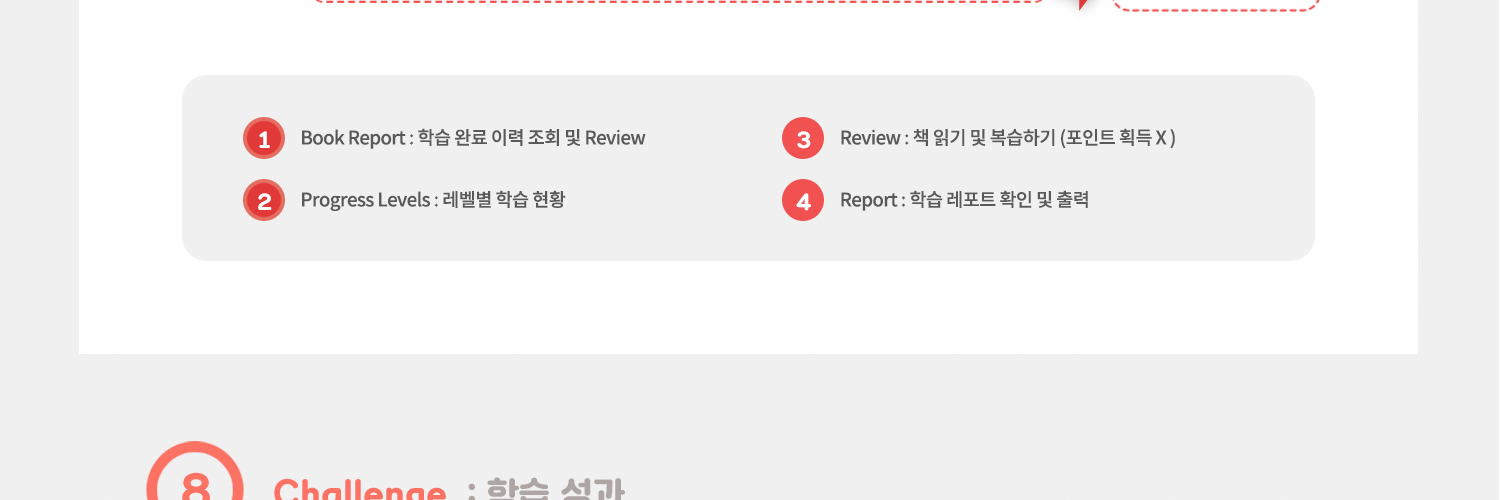 1 Book Report : 학습 완료 이력 조회 및 Review
2 Progress Levels : 레벨별 학습 현황
3 Review : 책 읽기 및 복습하기 (포인트 획득 X )
4 Report : 학습 레포트 확인 및 출력
8 Challenge : 학습 성과